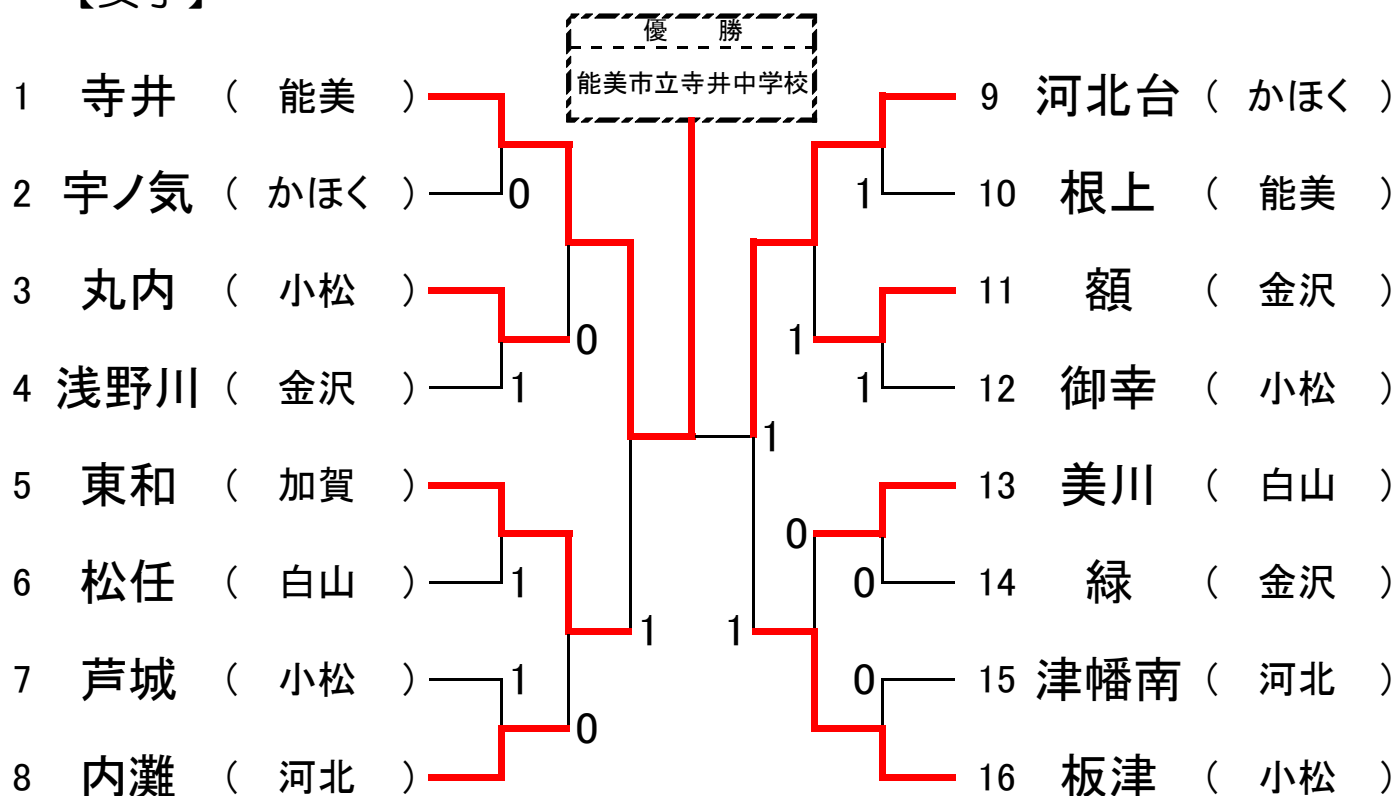 優 勝
能美市立寺井中学校
1 寺井 ( 能美 )
2 宇ノ気 ( かほく ) 0
3 丸内 ( 小松 )
0
4 浅野川 ( 金沢 ) 1
5 東和 ( 加賀 )
6 松任 ( 白山 ) 1
1
7 芦城 ( 小松 ) 1
0
8 内灘 ( 河北 )
9 河北台 ( かほく )
1 10 根上 ( 能美 )
11 額 ( 金沢 )
1
1 12 御幸 ( 小松 )
1
13 美川 ( 白山 )
0
0 14 緑 ( 金沢 )
1
0 15 津幡南 ( 河北 )
16 板津 ( 小松 )